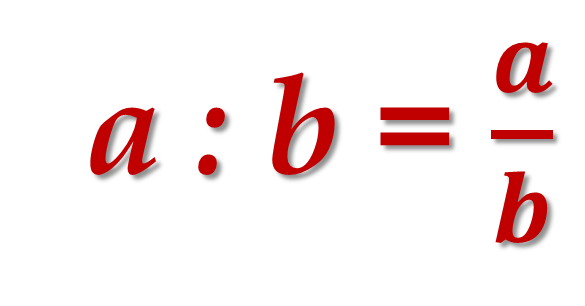 a : b = a/b